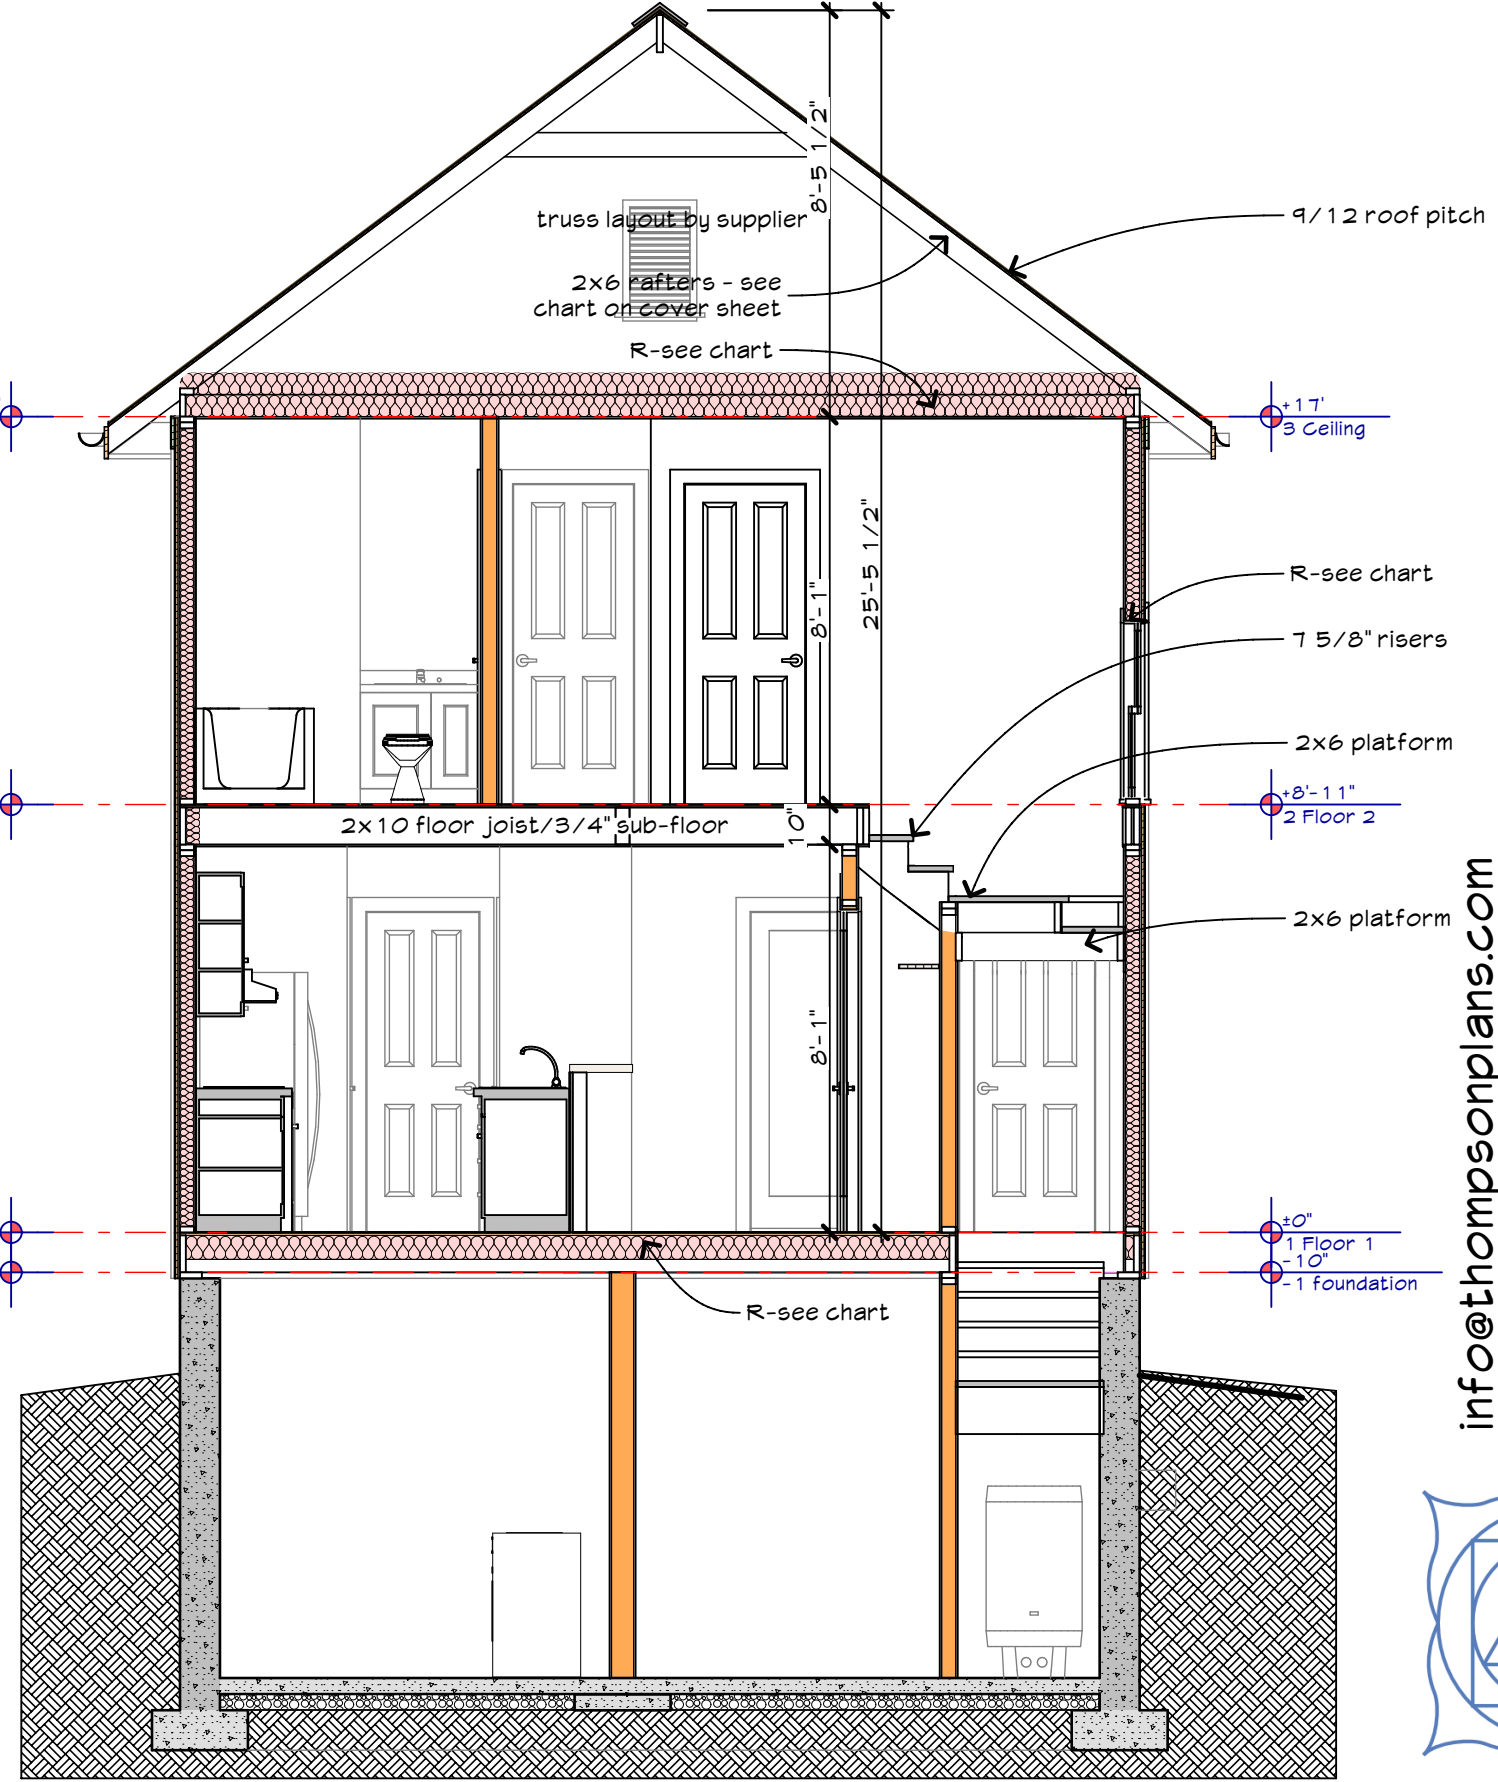 8'-5 1/2"
9/12 roof pitch
truss layout by supplier
2x6 rafters - see
chart on cover sheet
R-see chart
+17'
3 Ceiling
25'-5 1/2"
8'-1"
R-see chart
7 5/8" risers
2x6 platform
+8'-11"
2 Floor 2
2x10 floor joist/3/4" sub-floor
10"
2x6 platform
8'-1"
±0"
1 Floor 1
-10"
-1 foundation
R-see chart
info@thompsonplans.com